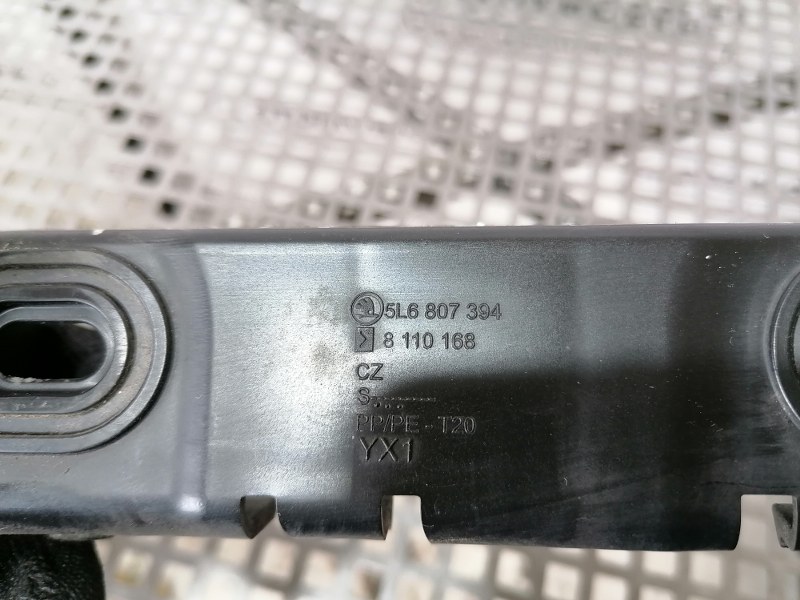 5L6 807 394
8 110 168
CZ
S.........
PP/PE - T20
YX1